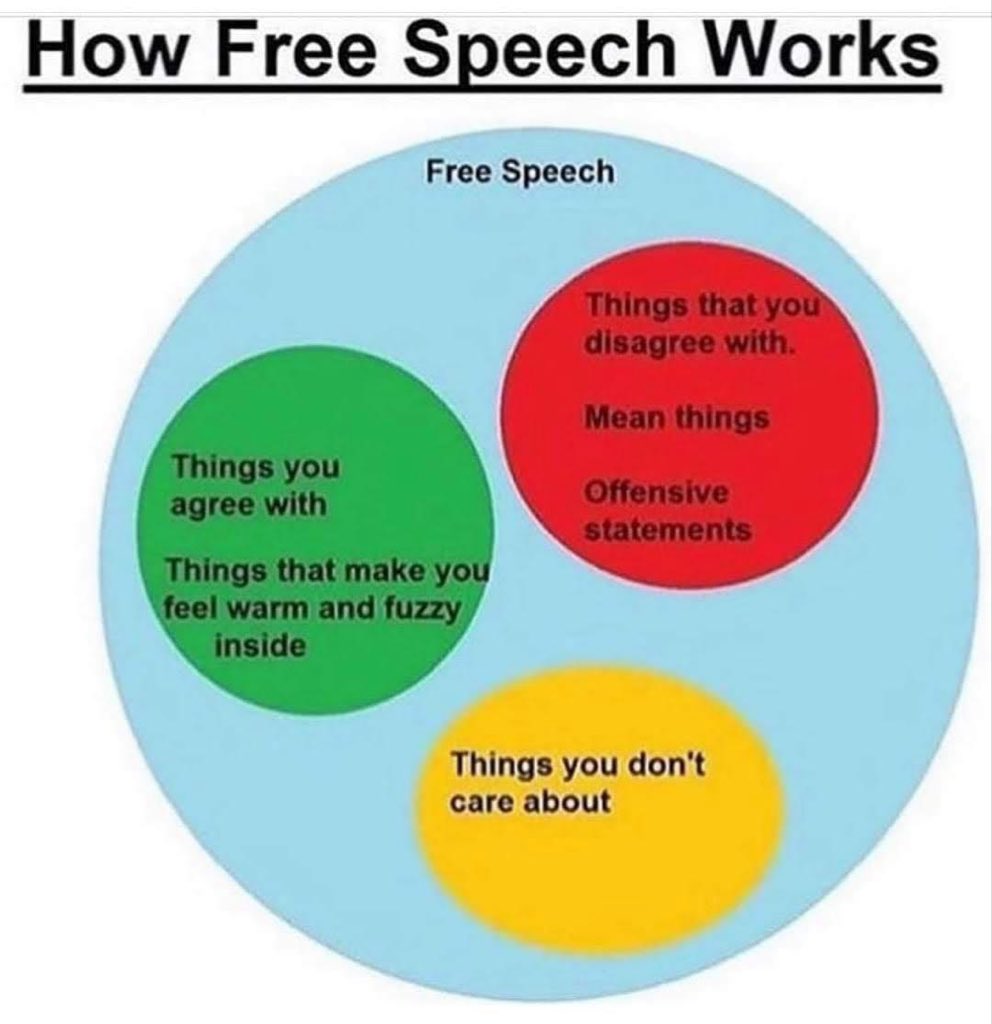 How Free Speech Works
Free Speech
Things that you
disagree with.
Mean things
Offensive
statements
Things you
agree with
Things that make you
feel warm and fuzzy
inside
Things you don't
care about